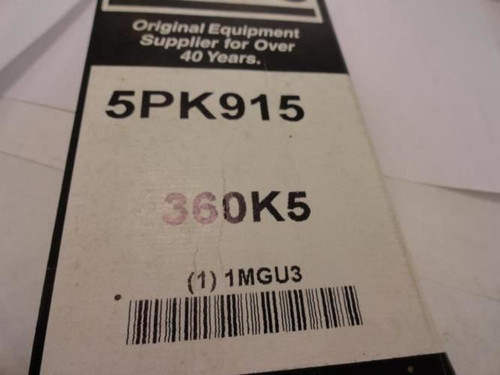 Original Equipment
Supplier for Over
40 Years.
5PK915
360K5
(1) 1MGU3